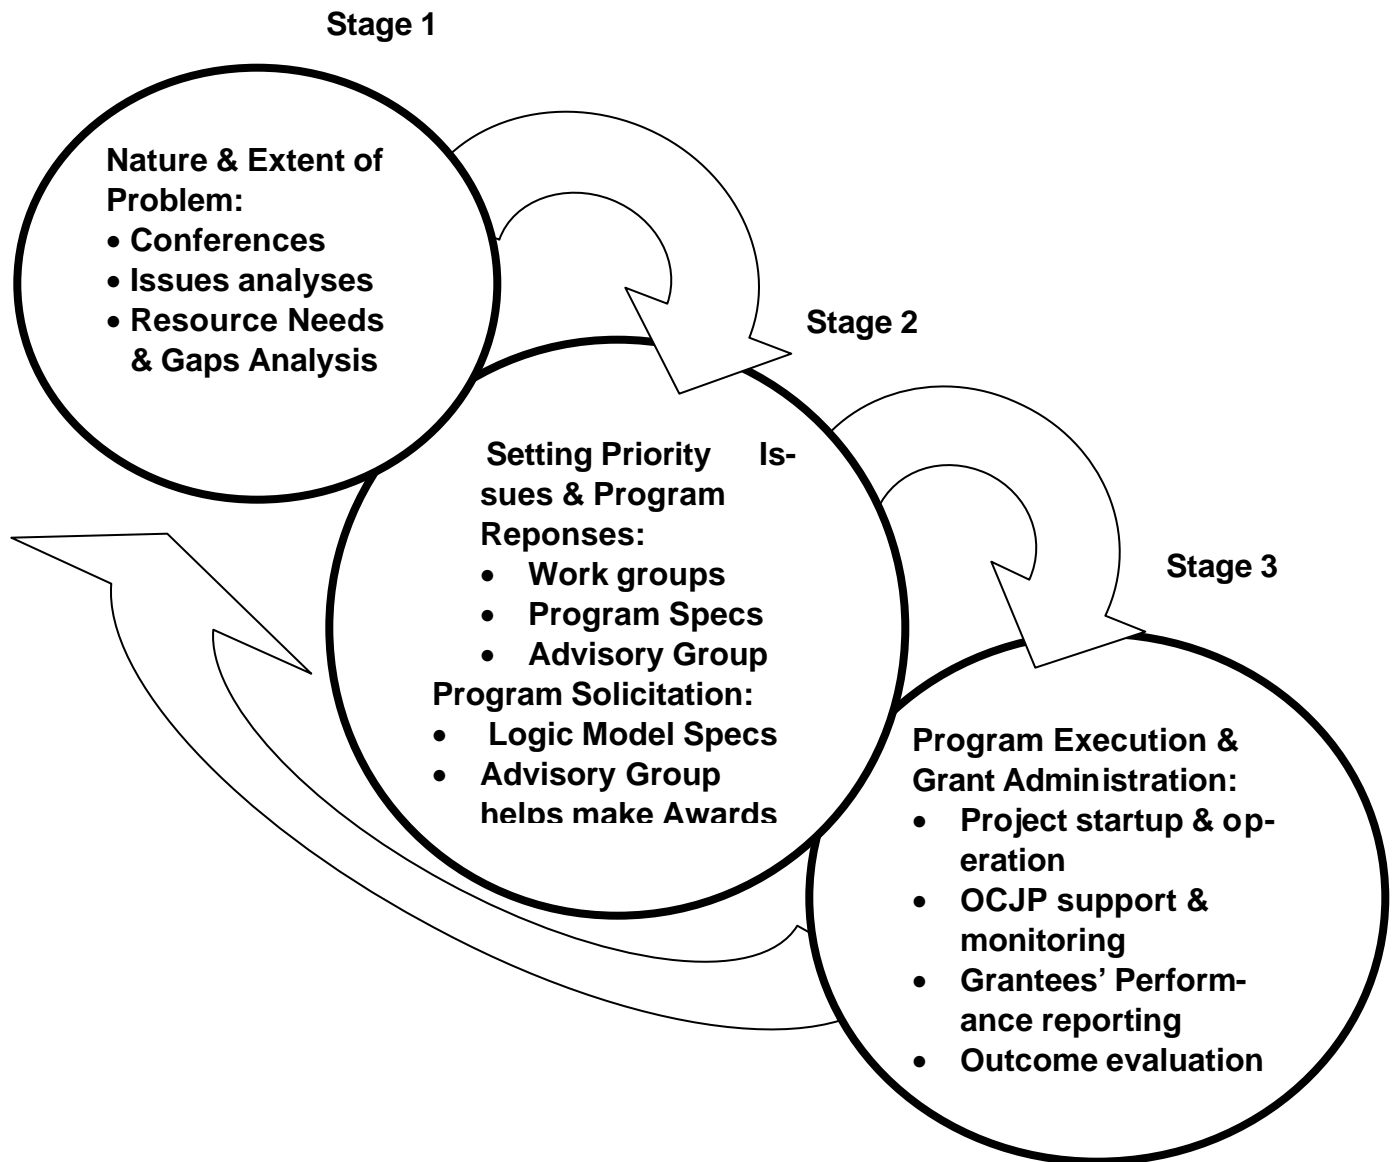 Stage 1
Nature & Extent of
Problem:
• Conferences
• Issues analyses
• Resource Needs
& Gaps Analysis
Stage 2
Setting Priority Is-
sues & Program
Reponses:
• Work groups
• Program Specs
• Advisory Group
Program Solicitation:
• Logic Model Specs
• Advisory Group
helps make Awards
Stage 3
Program Execution &
Grant Administration:
• Project startup & op-
eration
• OCJP support &
monitoring
• Grantees’ Perform-
ance reporting
• Outcome evaluation